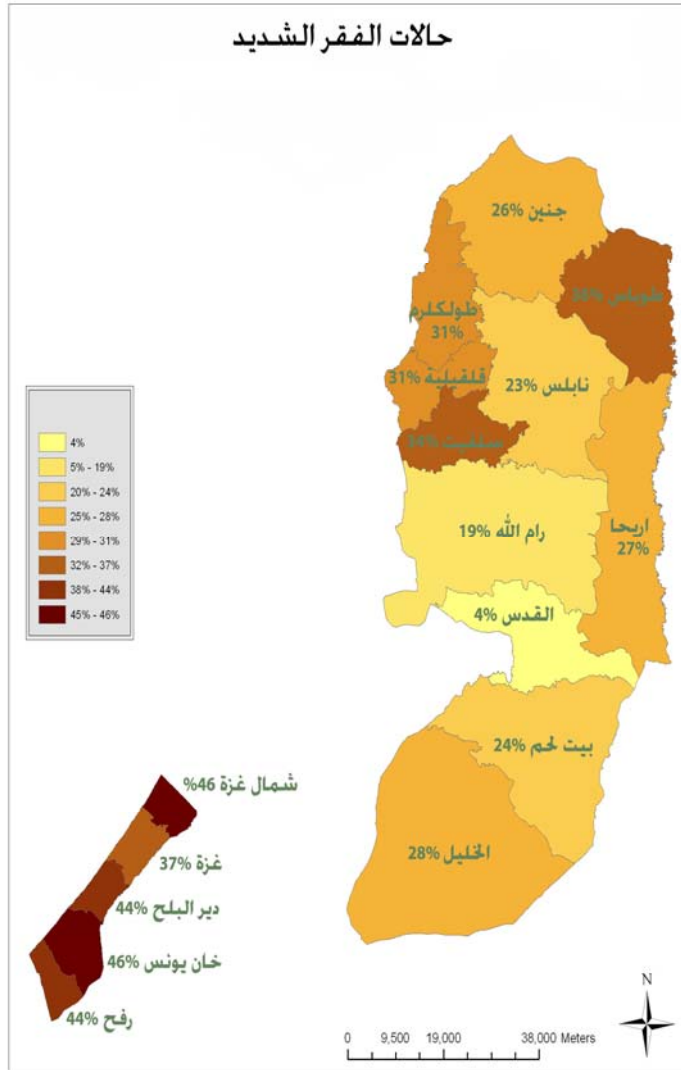 حالات الفقر الشديد
جنين 26%
طوباس
طولكرم
31%
قلقيلية 31%
نابلس 23%
سلفيت 34%
رام الله 19%
اريحا
27%
القدس 4%
بيت لحم 24%
الخليل 28%
4%
5% - 19%
20% - 24%
25% - 28%
29% - 31%
32% - 37%
38% - 44%
45% - 46%
شمال غزة 46%
غزة
37%
دير البلح 44%
خان يونس 46%
رفح 44%
N
0 9,500 19,000 38,000 Meters